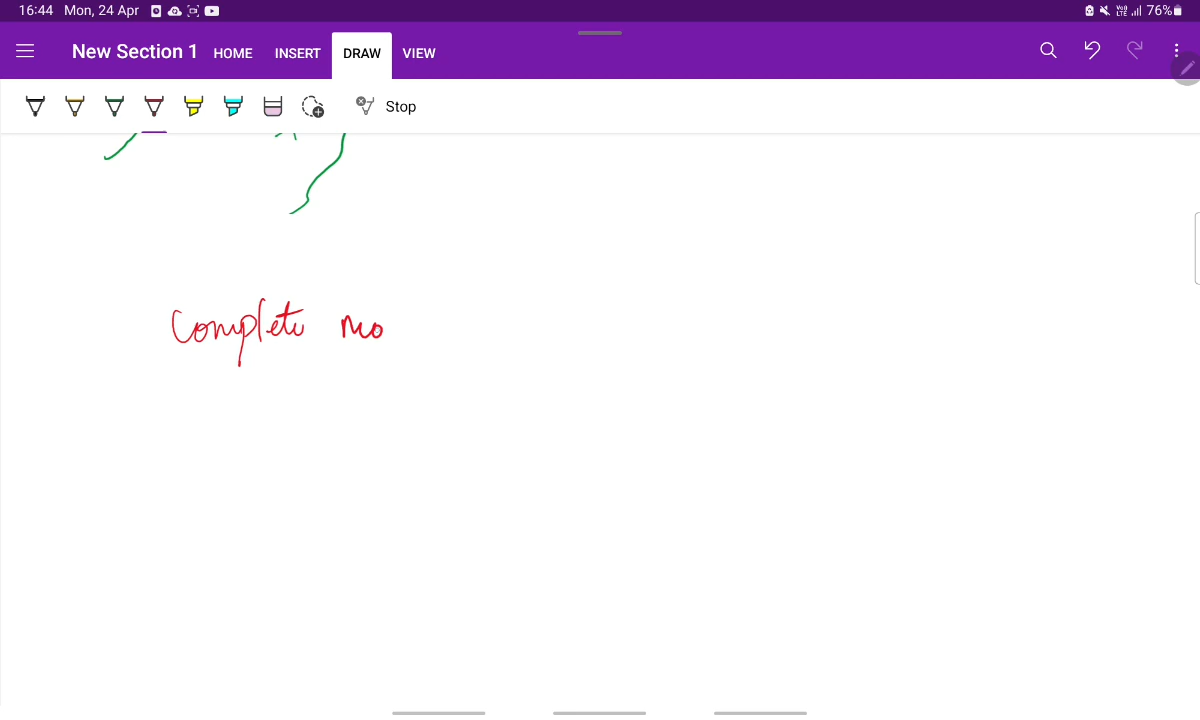 16:44 Mon, 24 Apr 76%
New Section 1 HOME INSERT DRAW VIEW
Stop
Complete mo